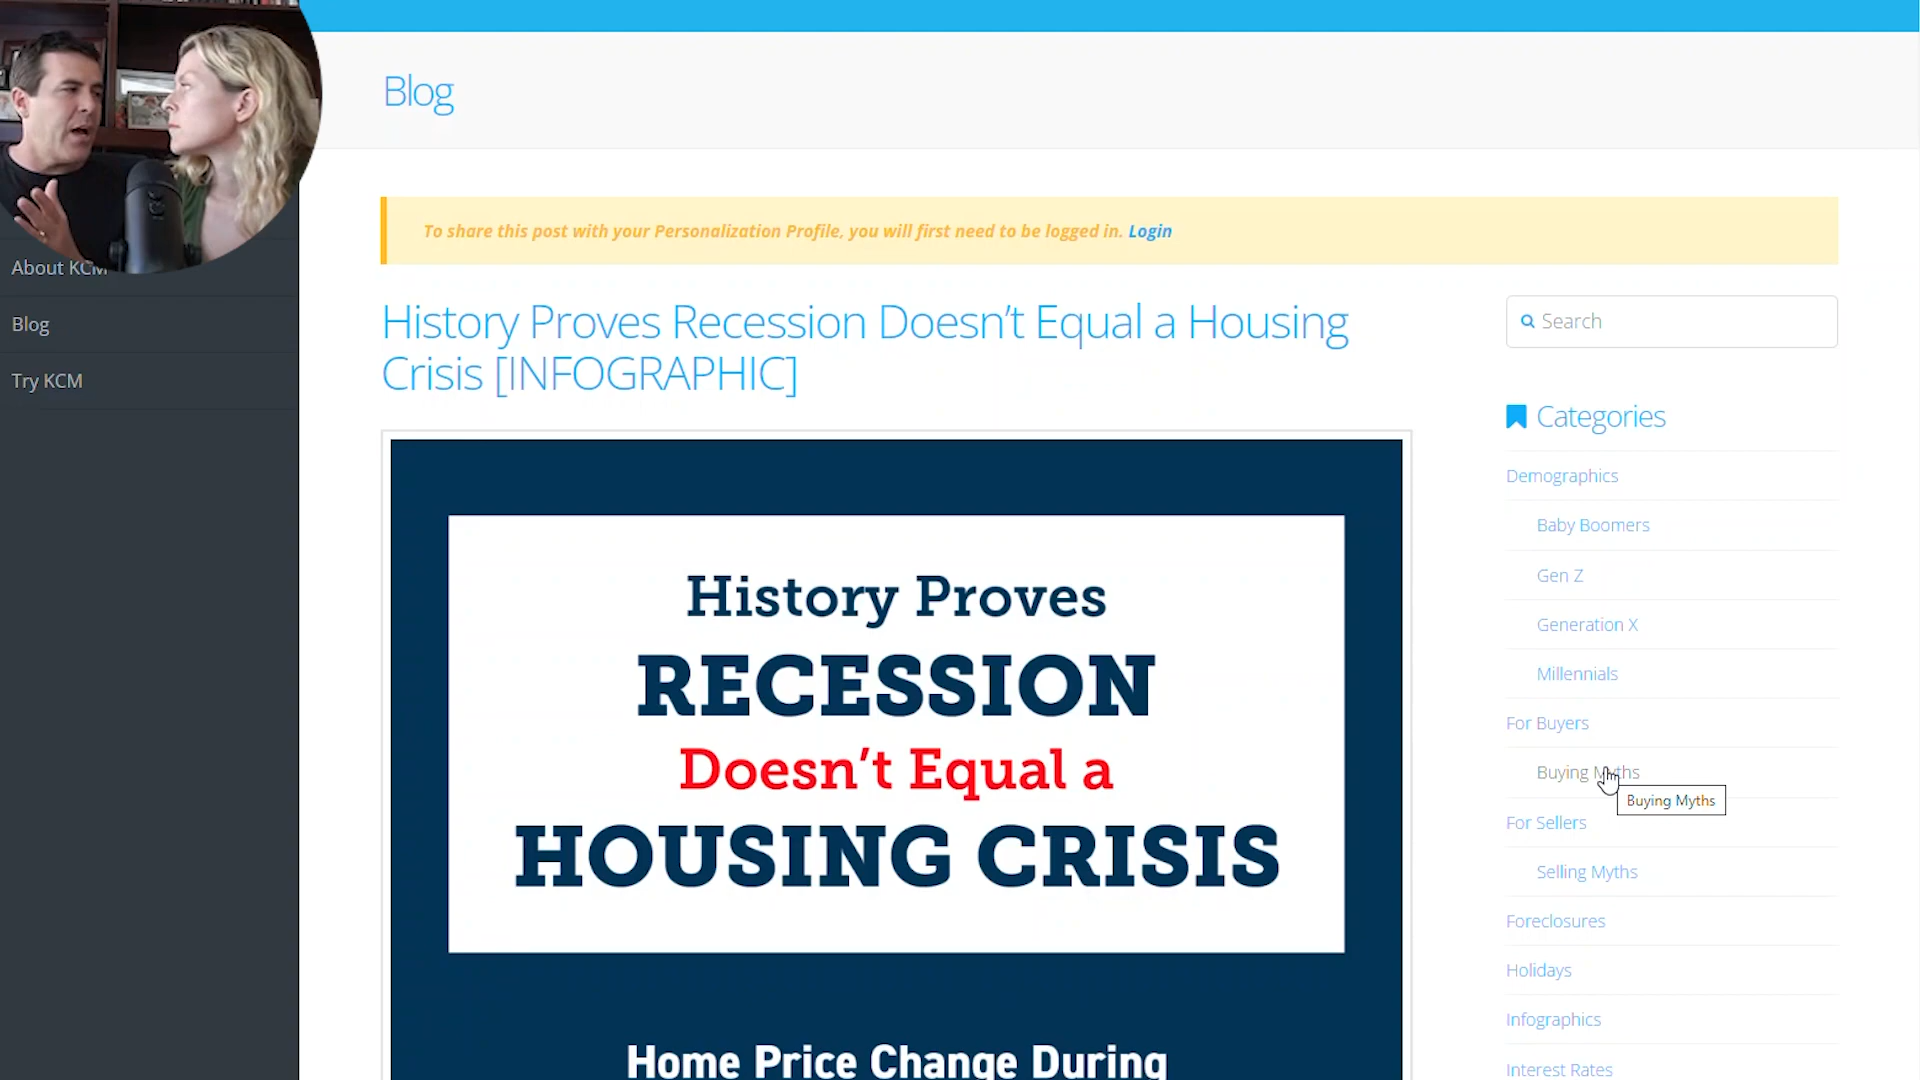 Blog
To share this post with your Personalization Profile, you will first need to be logged in. Login
About KCM
Blog
Try KCM
History Proves Recession Doesn't Equal a Housing
Crisis [INFOGRAPHIC]
History Proves
RECESSION
Doesn't Equal a
HOUSING CRISIS
Home Price Change During
Search
Categories
Demographics
Baby Boomers
Gen Z
Generation X
Millennials
For Buyers
Buying Myths
Buying Myths
For Sellers
Selling Myths
Foreclosures
Holidays
Infographics
Interest Rates